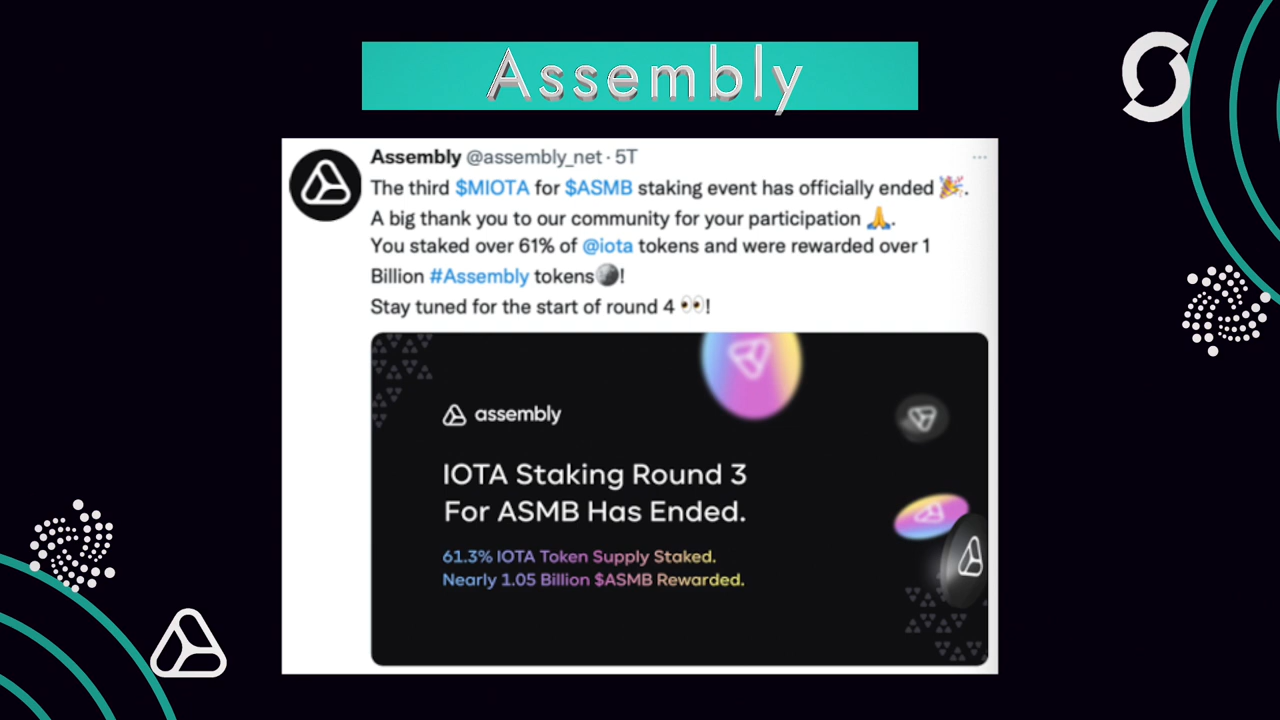 Assembly
Assembly @assembly_net · 5T
The third $MIOTA for $ASMB staking event has officially ended 🎉.
A big thank you to our community for your participation 🙏.
You staked over 61% of @iota tokens and were rewarded over 1
Billion #Assembly tokens🌑!
Stay tuned for the start of round 4 👀!
assembly
IOTA Staking Round 3
For ASMB Has Ended.
61.3% IOTA Token Supply Staked.
Nearly 1.05 Billion $ASMB Rewarded.